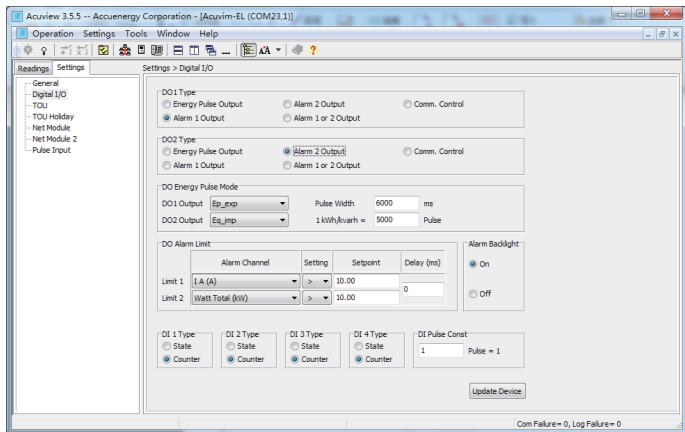 Acuview 3.5.5 -- Accuenergy Corporation - [Acuvim-EL (COM23,1)]
Operation Settings Tools Window Help
Readings Settings
Settings > Digital I/O
General
Digital I/O
TOU
TOU Holiday
Net Module
Net Module 2
Pulse Input
DO1 Type
Energy Pulse Output Alarm 2 Output Comm. Control
Alarm 1 Output Alarm 1 or 2 Output
DO2 Type
Energy Pulse Output Alarm 2 Output Comm. Control
Alarm 1 Output Alarm 1 or 2 Output
DO Energy Pulse Mode
DO1 Output Ep_exp Pulse Width 6000 ms
DO2 Output Eq_imp 1 kWh/kvarh = 5000 Pulse
DO Alarm Limit Alarm Backlight
Alarm Channel Setting Setpoint Delay (ms)
Limit 1 I A (A) > 10.00 0 On
Limit 2 Watt Total (kW) > 10.00 Off
DI 1 Type DI 2 Type DI 3 Type DI 4 Type DI Pulse Const
State State State State 1 Pulse = 1
Counter Counter Counter Counter
Update Device
Com Failure= 0, Log Failure= 0